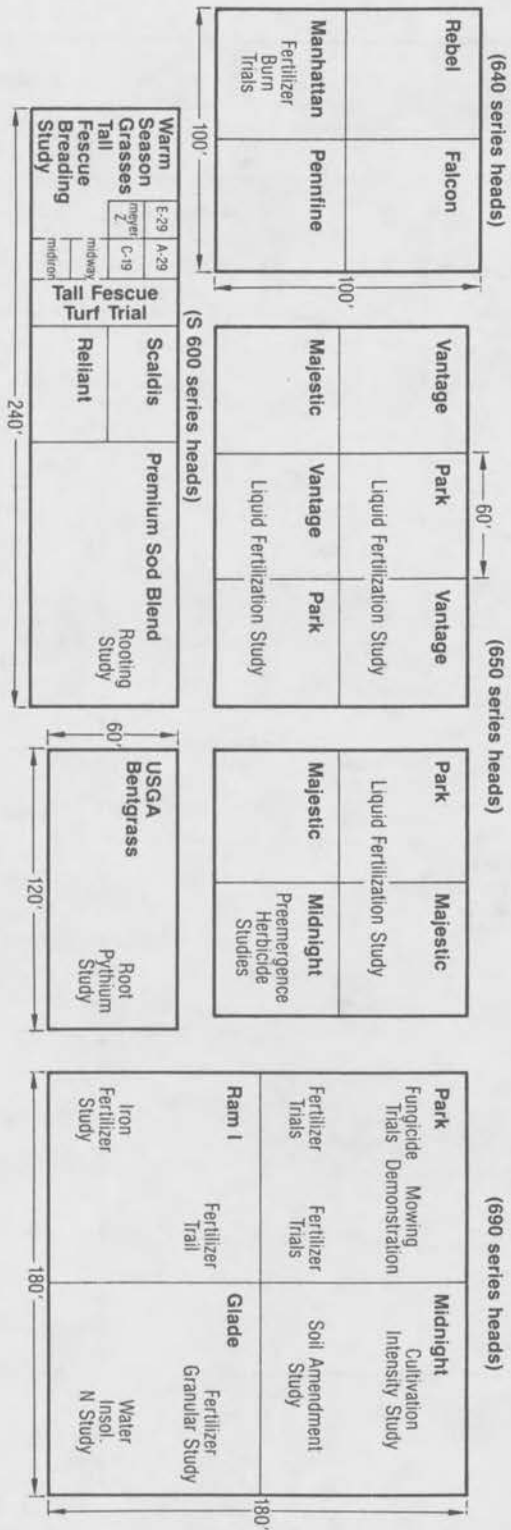 (640 series heads)
Rebel
Falcon
Manhattan
Fertilizer
Burn
Trials
Pennfine
100'
100'
(650 series heads)
Vantage
Park
Vantage
Liquid Fertilization Study
60'
Majestic
Vantage
Park
Liquid Fertilization Study
Park
Majestic
Liquid Fertilization Study
Majestic
Midnight
Preemergence
Herbicide
Studies
(690 series heads)
Park
Fungicide
Trials
Mowing
Demonstration
Fertilizer
Trials
Fertilizer
Trials
Midnight
Cultivation
Intensity Study
Soil Amendment
Study
Ram I
Fertilizer
Trail
Iron
Fertilizer
Study
Glade
Fertilizer
Granular Study
Water
Insol.
N Study
180'
180'
(S 600 series heads)
Warm
Season
Grasses
Tall
Fescue
Breading
Study
E-29
A-29
meyer
Z
C-19
midway
midiron
Tall Fescue
Turf Trial
Scaldis
Reliant
Premium Sod Blend
Rooting
Study
240'
USGA
Bentgrass
Root
Pythium
Study
60'
120'